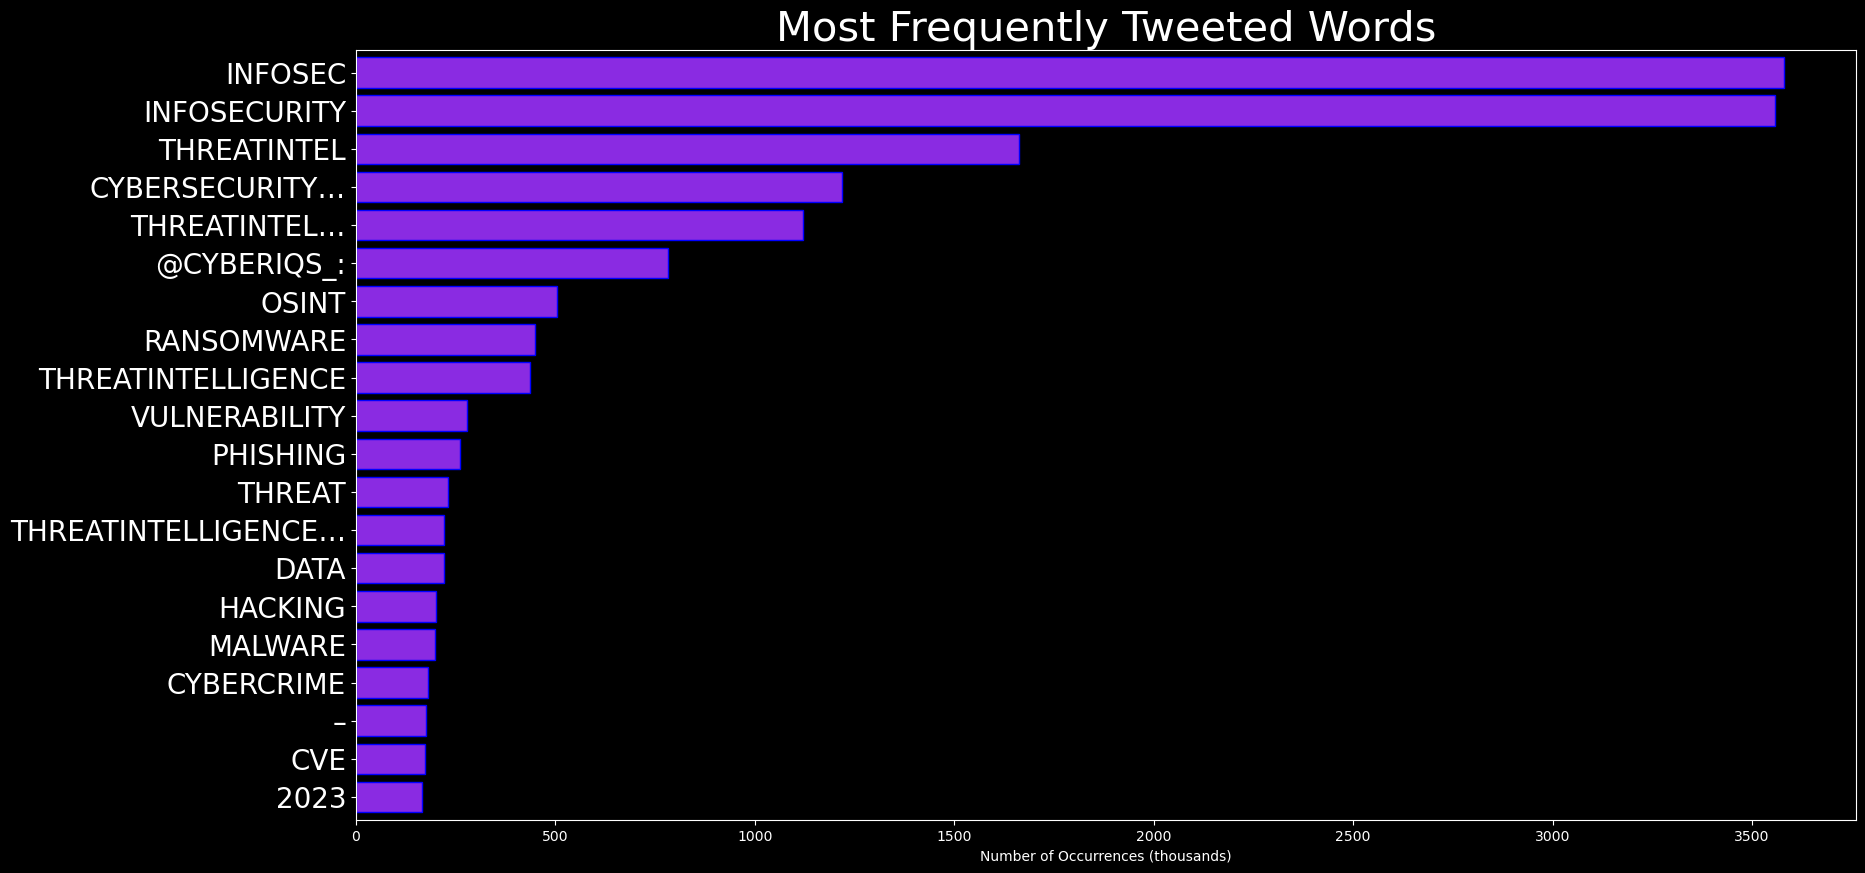 Most Frequently Tweeted Words
INFOSEC
INFOSECURITY
THREATINTEL
CYBERSECURITY…
THREATINTEL…
@CYBERIQS_:
OSINT
RANSOMWARE
THREATINTELLIGENCE
VULNERABILITY
PHISHING
THREAT
THREATINTELLIGENCE…
DATA
HACKING
MALWARE
CYBERCRIME
–
CVE
2023
0 500 1000 1500 2000 2500 3000 3500
Number of Occurrences (thousands)